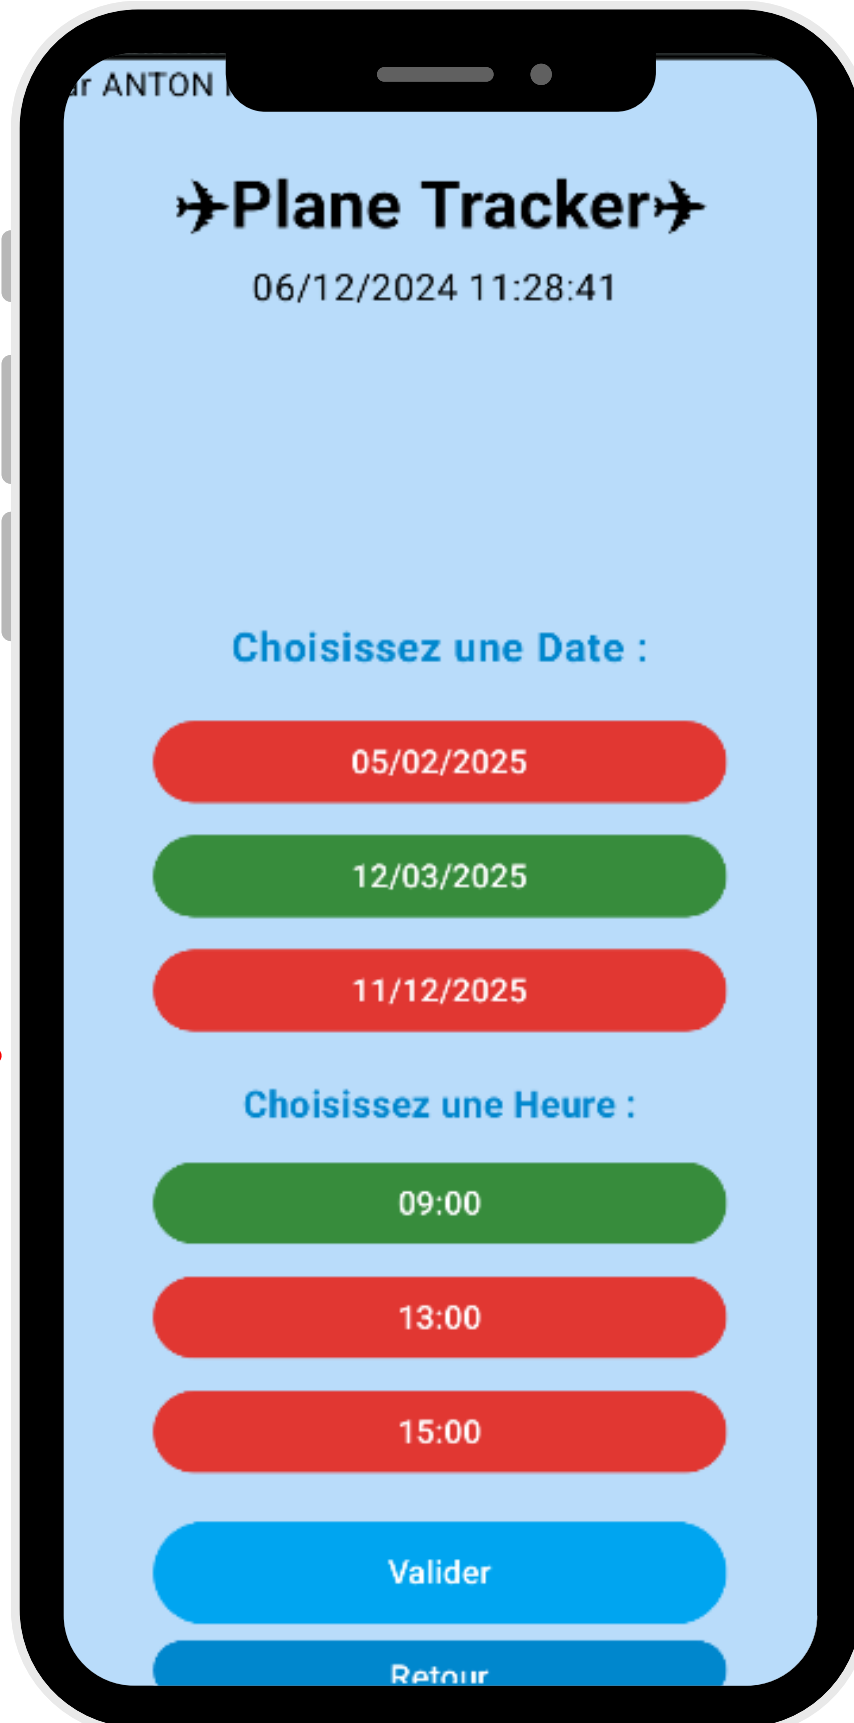 ANTON
✈Plane Tracker✈
06/12/2024 11:28:41
Choisissez une Date :
05/02/2025
12/03/2025
11/12/2025
Choisissez une Heure :
09:00
13:00
15:00
Valider
Retour